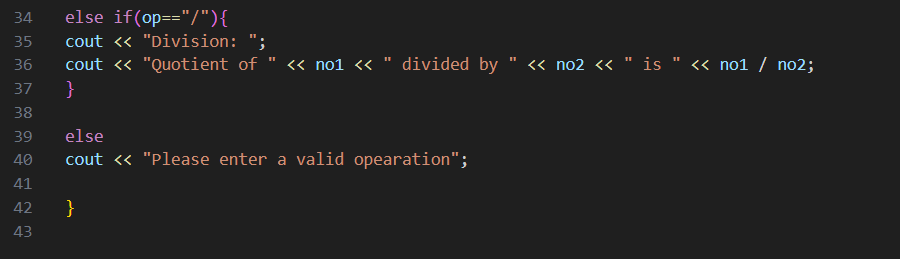 34 else if(op=="/"){
35 cout << "Division: ";
36 cout << "Quotient of " << no1 << " divided by " << no2 << " is " << no1 / no2;
37 }
38
39 else
40 cout << "Please enter a valid opearation";
41
42 }
43